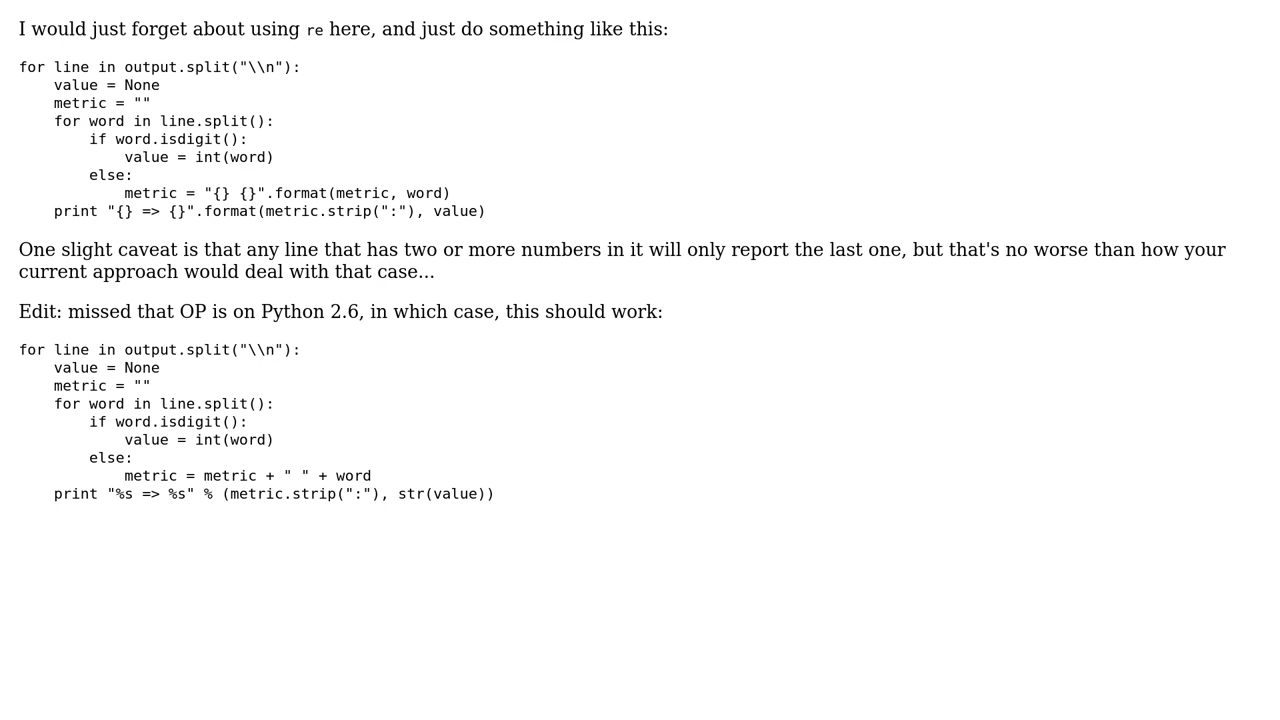 I would just forget about using re here, and just do something like this:
for line in output.split("\\n"):
    value = None
    metric = ""
    for word in line.split():
        if word.isdigit():
            value = int(word)
        else:
            metric = "{} {}".format(metric, word)
    print "{} => {}".format(metric.strip(":"), value)
One slight caveat is that any line that has two or more numbers in it will only report the last one, but that's no worse than how your
current approach would deal with that case...
Edit: missed that OP is on Python 2.6, in which case, this should work:
for line in output.split("\\n"):
    value = None
    metric = ""
    for word in line.split():
        if word.isdigit():
            value = int(word)
        else:
            metric = metric + " " + word
    print "%s => %s" % (metric.strip(":"), str(value))